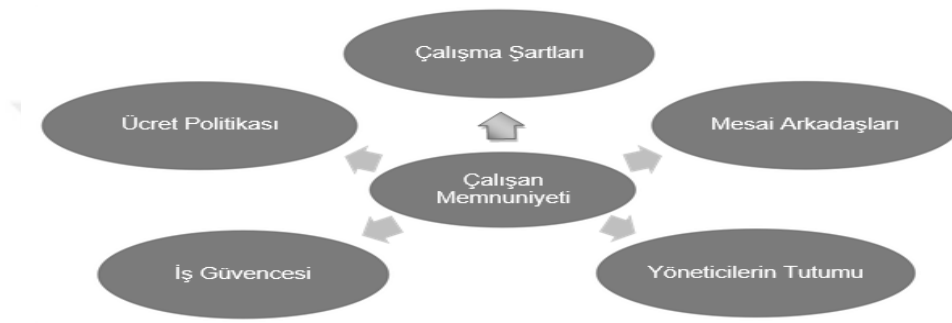 Çalışma Şartları
Ücret Politikası
Mesai Arkadaşları
Çalışan
Memnuniyeti
İş Güvencesi
Yöneticilerin Tutumu